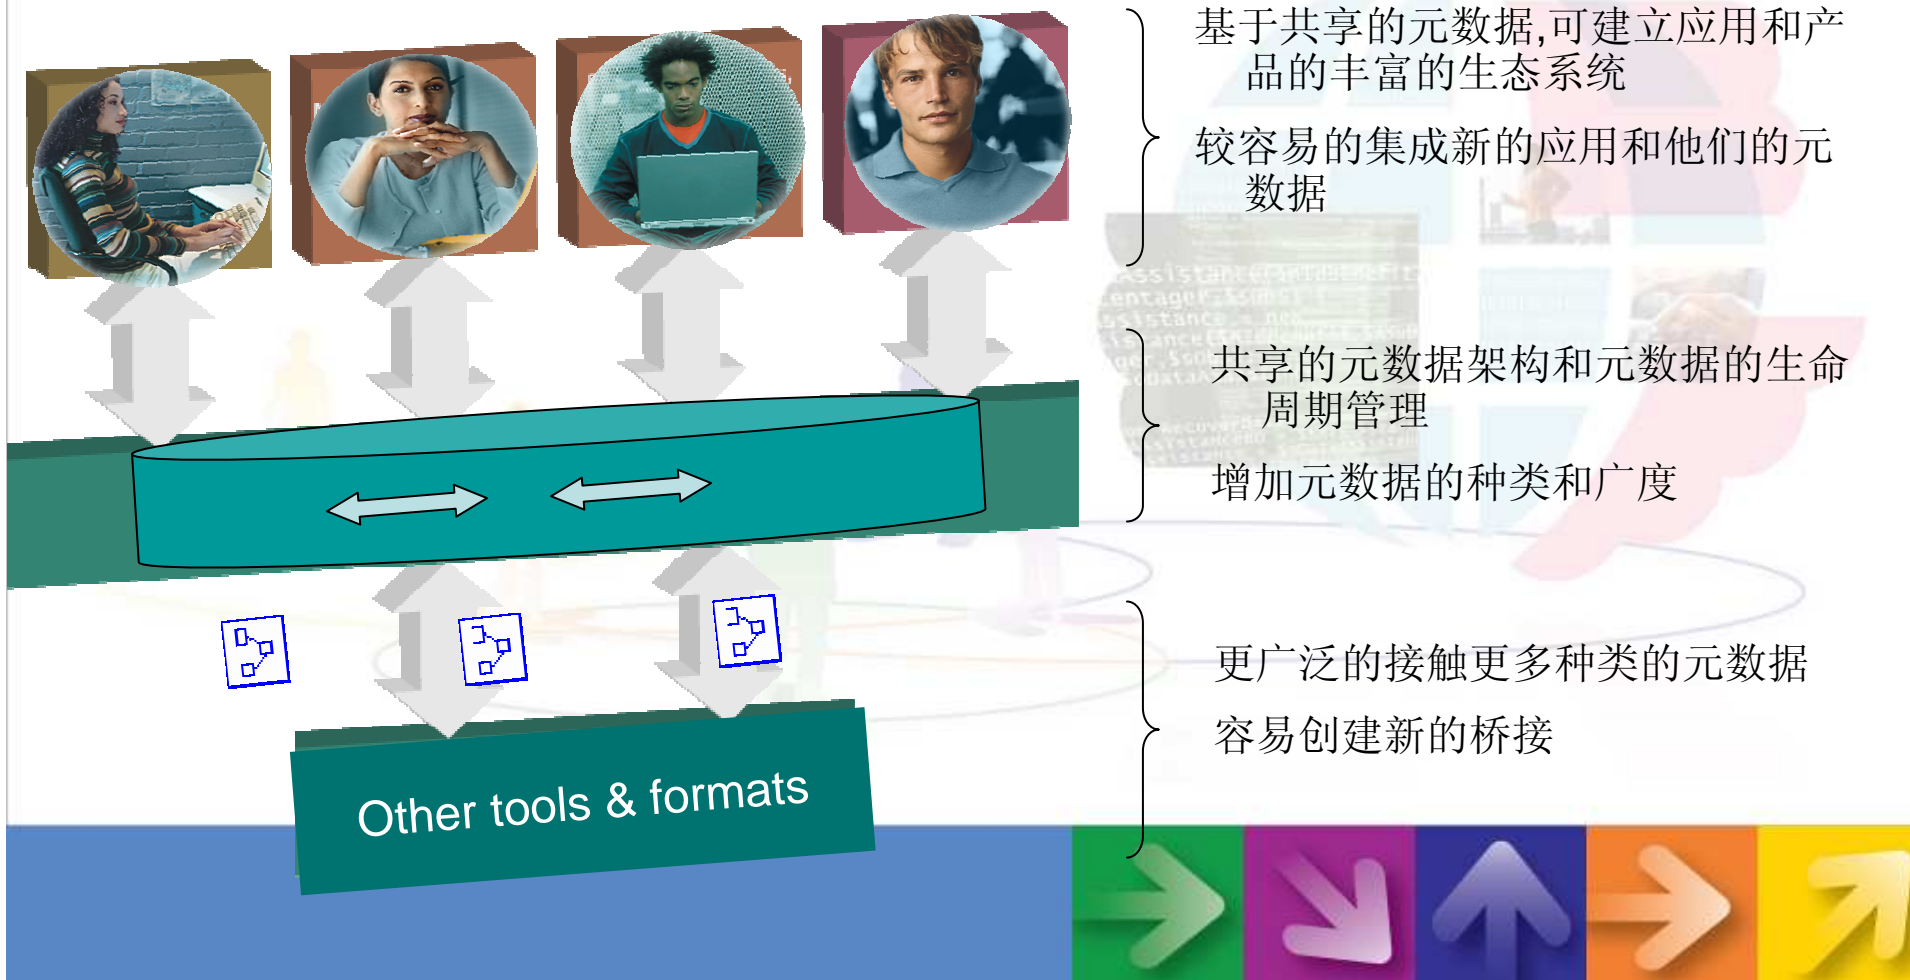 基于共享的元数据,可建立应用和产
品的丰富的生态系统
较容易的集成新的应用和他们的元
数据
共享的元数据架构和元数据的生命
周期管理
增加元数据的种类和广度
更广泛的接触更多种类的元数据
容易创建新的桥接
Other tools & formats